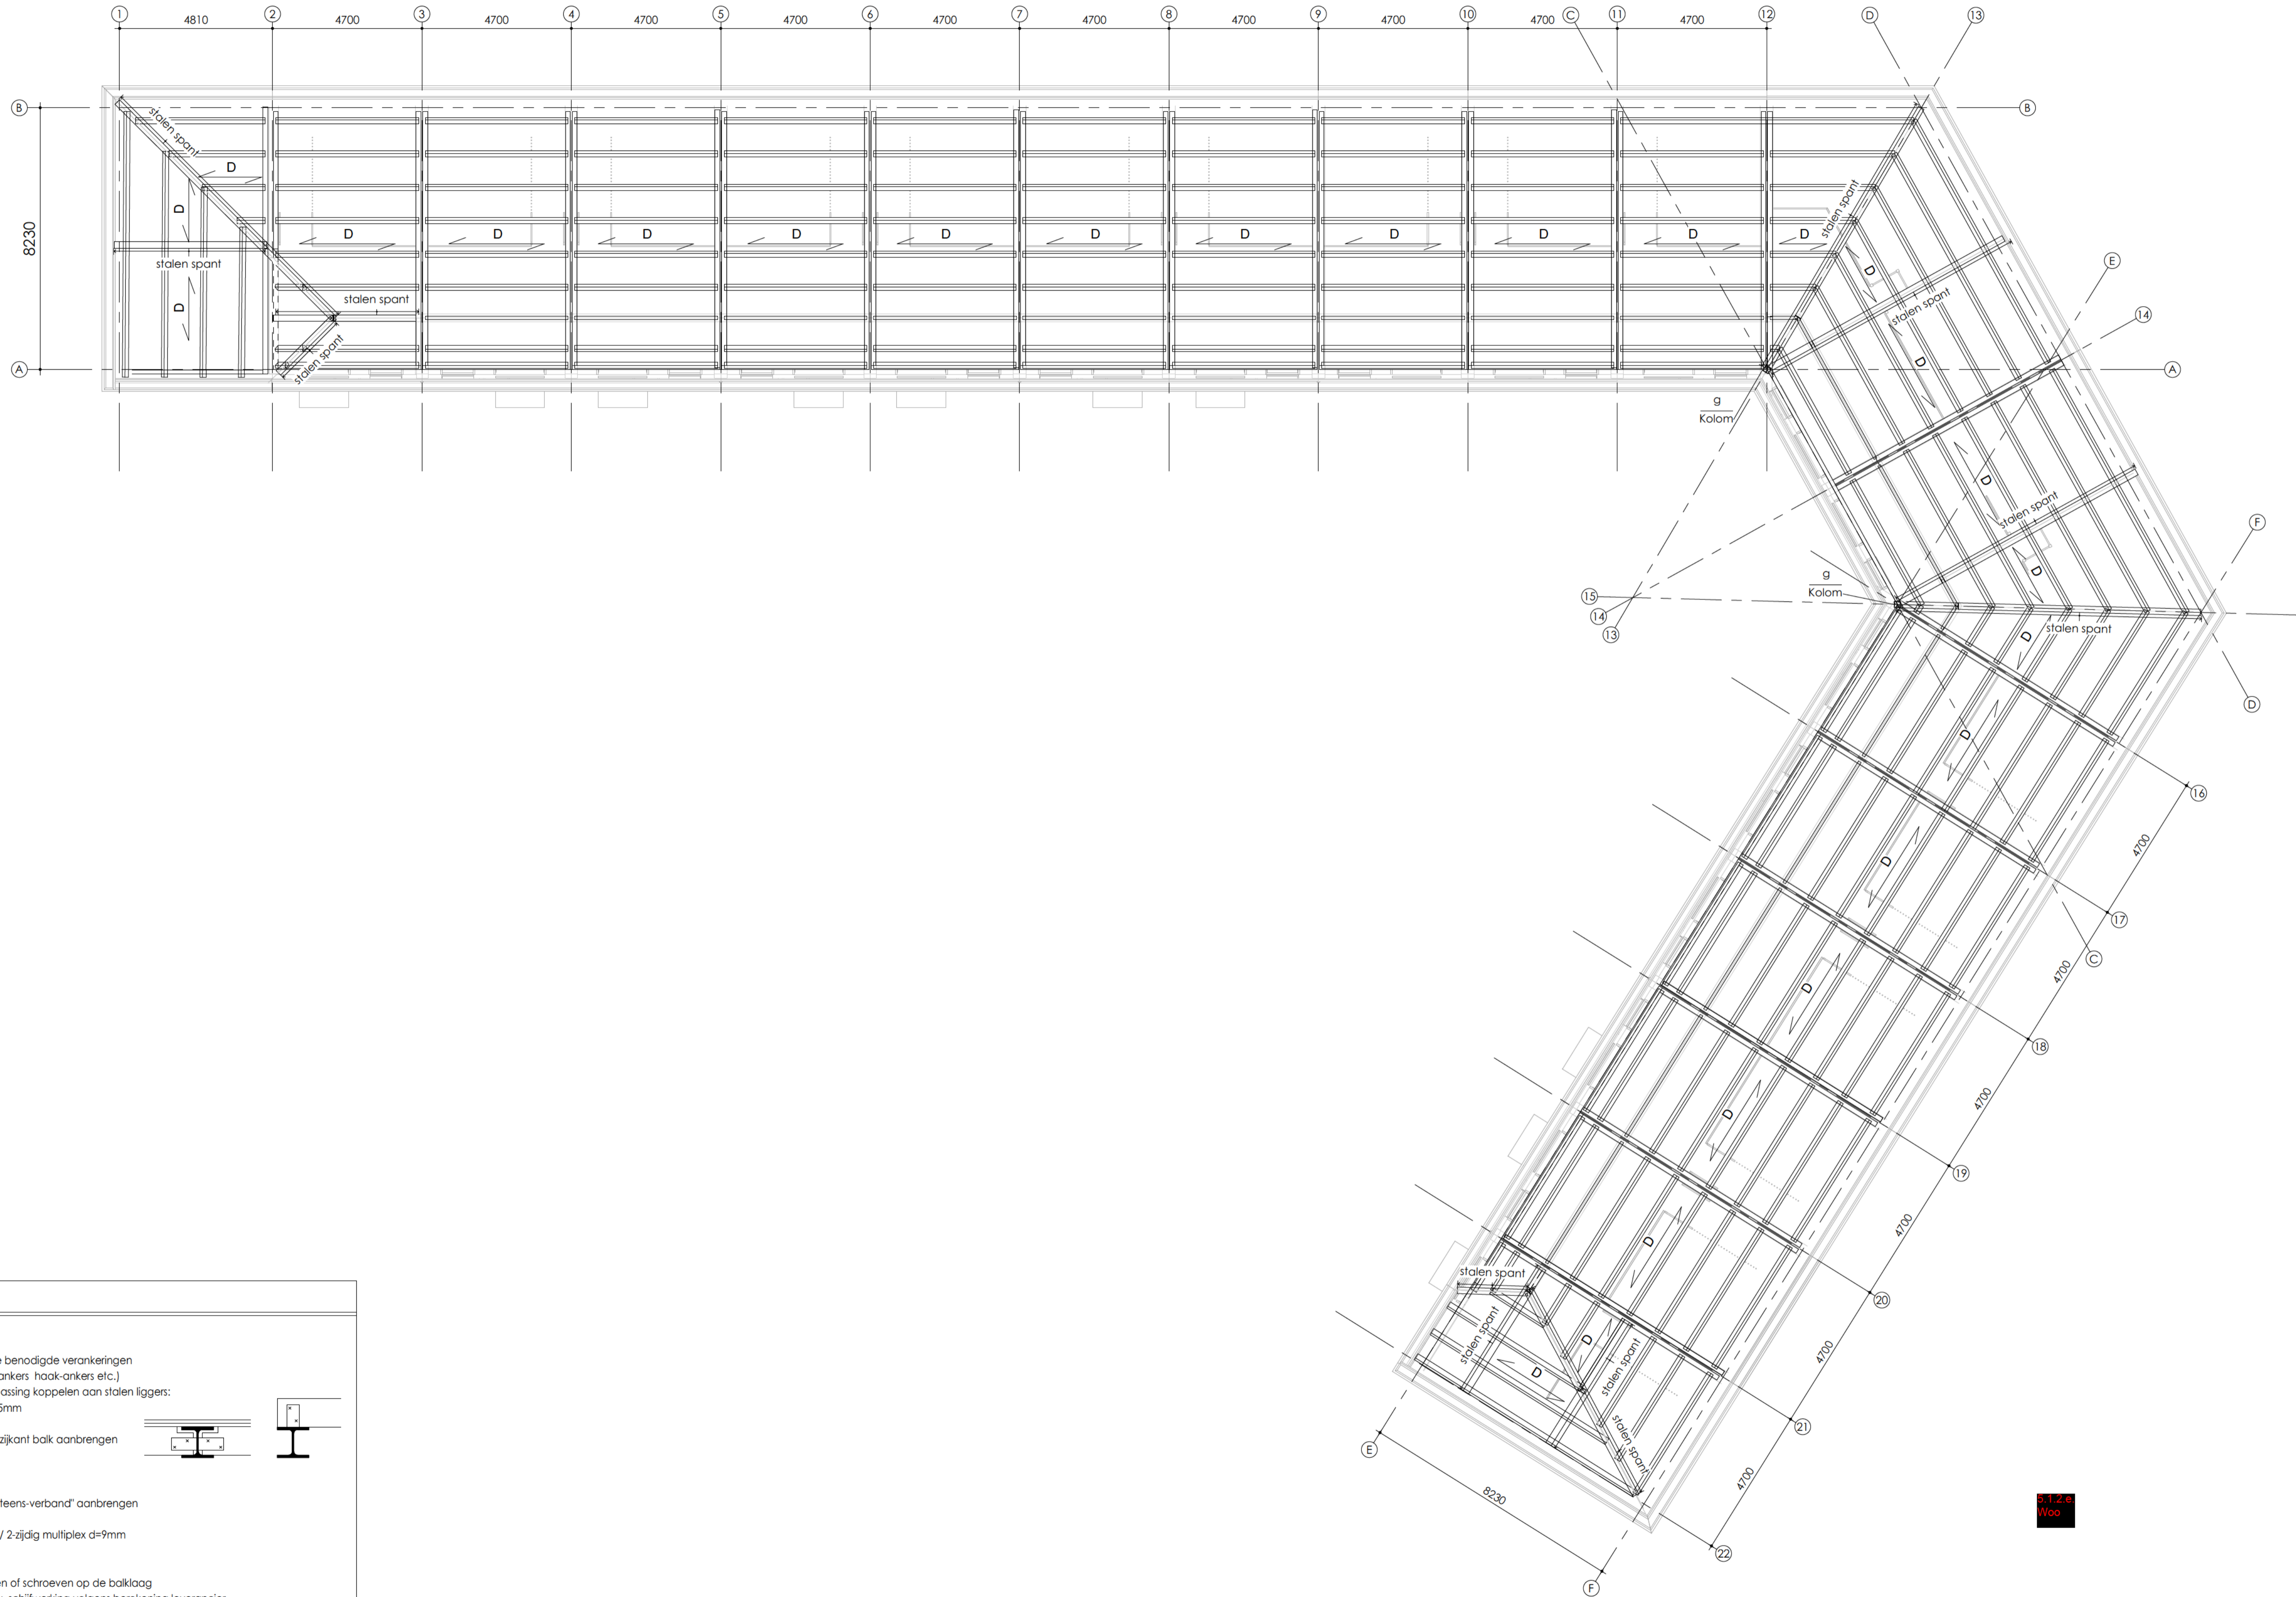 1 4810 2 4700 3 4700 4 4700 5 4700 6 4700 7 4700 8 4700 9 4700 10 4700 C 11 4700 12 D 13
B
B
stalen spant
D
D
stalen spant
D
8230
stalen spant
stalen spant
D D D D D D D D D D D
stalen spant
D
stalen spant
E
14
D
A
A
g
Kolom
D
stalen spant
D
F
g
Kolom
15
14
13
D
stalen spant
D
D
16
4700
D
17
4700
C
D
18
4700
D
19
4700
D
20
4700
stalen spant
stalen spant
D
D
stalen spant
stalen spant
21
4700
E
8230
22
F
benodigde verankeringen
ankers haak-ankers etc.)
assing koppelen aan stalen liggers:
5mm
zijkant balk aanbrengen
teens-verband" aanbrengen
/ 2-zijdig multiplex d=9mm
n of schroeven op de balklaag
5.1.2.e.
Woo